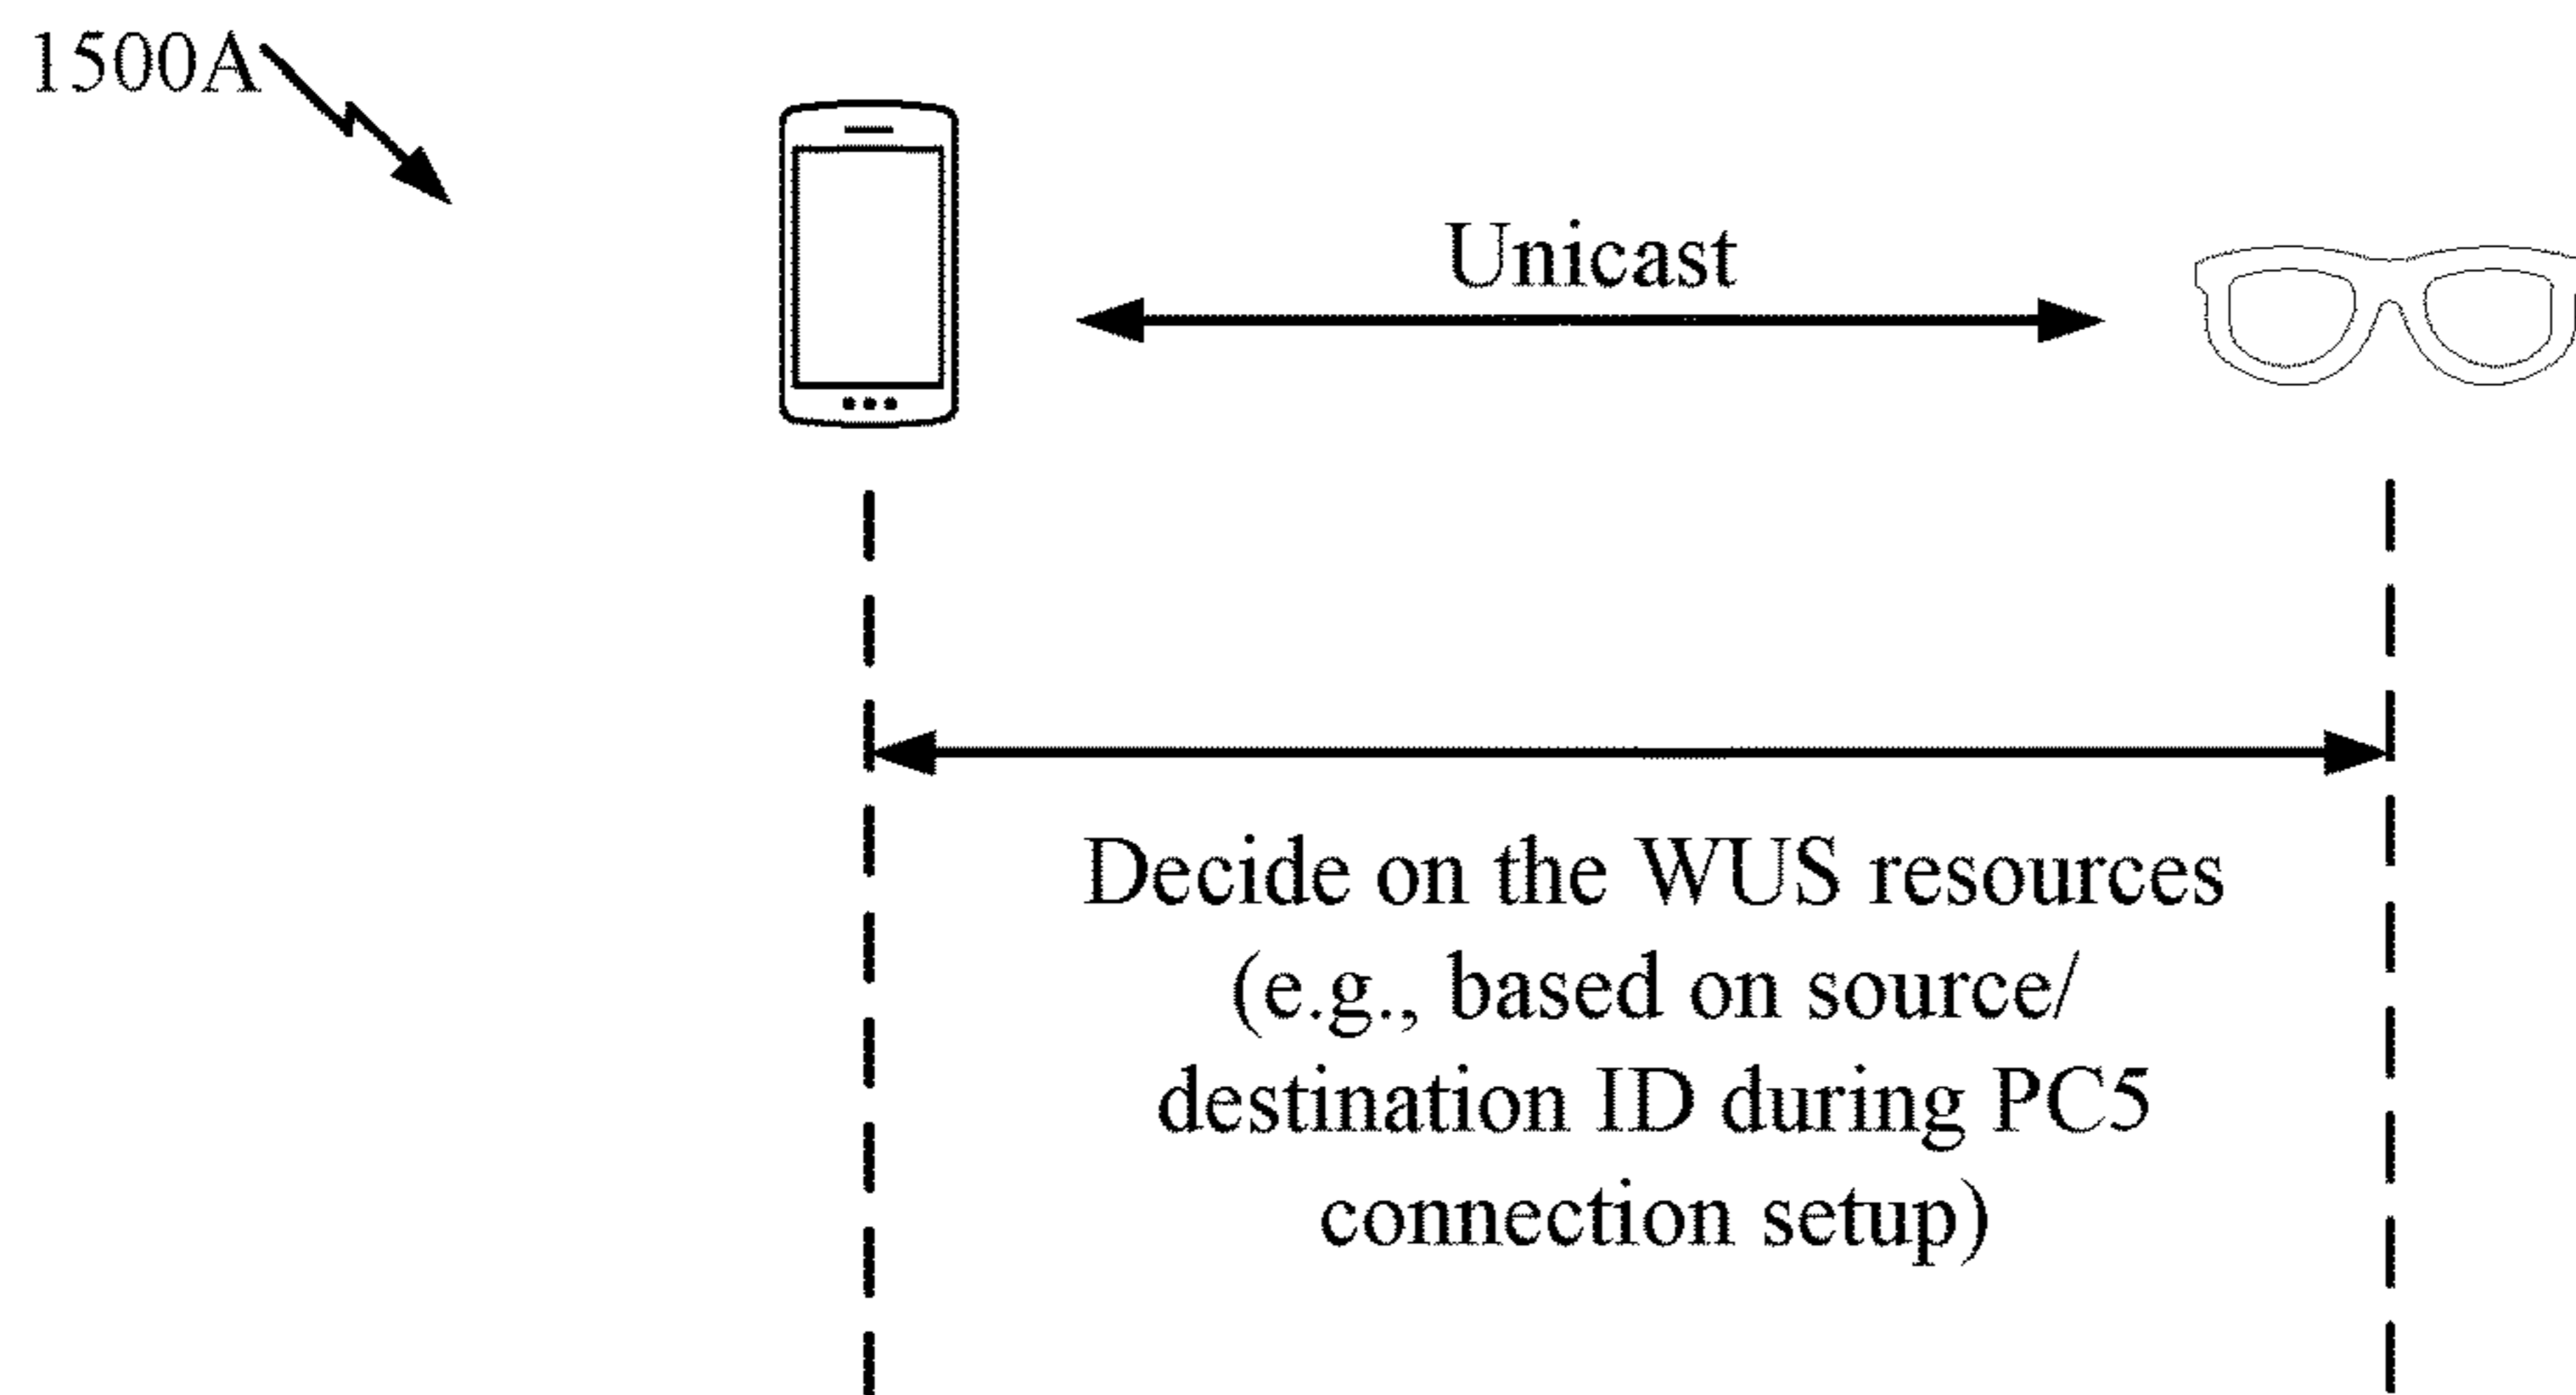 1500A
Unicast
Decide on the WUS resources
(e.g., based on source/
destination ID during PC5
connection setup)